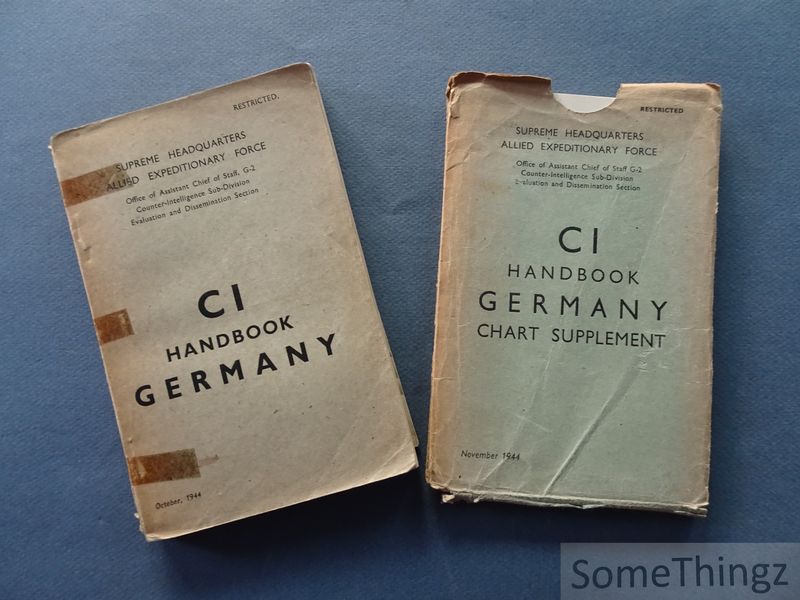 RESTRICTED.
SUPREME HEADQUARTERS
ALLIED EXPEDITIONARY FORCE
Office of Assistant Chief of Staff, G-2
Counter-Intelligence Sub-Division
Evaluation and Dissemination Section
CI
HANDBOOK
GERMANY
October, 1944
RESTRICTED
SUPREME HEADQUARTERS
ALLIED EXPEDITIONARY FORCE
Office of Assistant Chief of Staff G-2
Counter-Intelligence Sub-Division
Evaluation and Dissemination Section
CI
HANDBOOK
GERMANY
CHART SUPPLEMENT
November 1944
SomeThingz